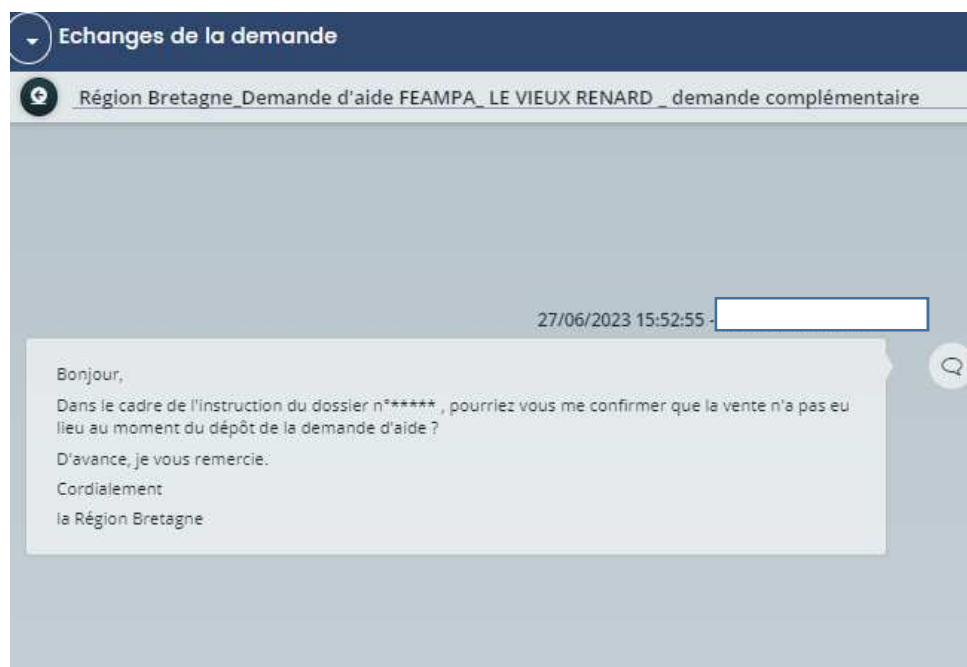 Echanges de la demande
_Région Bretagne_Demande d'aide FEAMPA_ LE VIEUX RENARD _ demande complémentaire
27/06/2023 15:52:55 -
Bonjour,
Dans le cadre de l'instruction du dossier n°***** , pourriez vous me confirmer que la vente n'a pas eu
lieu au moment du dépôt de la demande d'aide ?
D'avance, je vous remercie.
Cordialement
la Région Bretagne